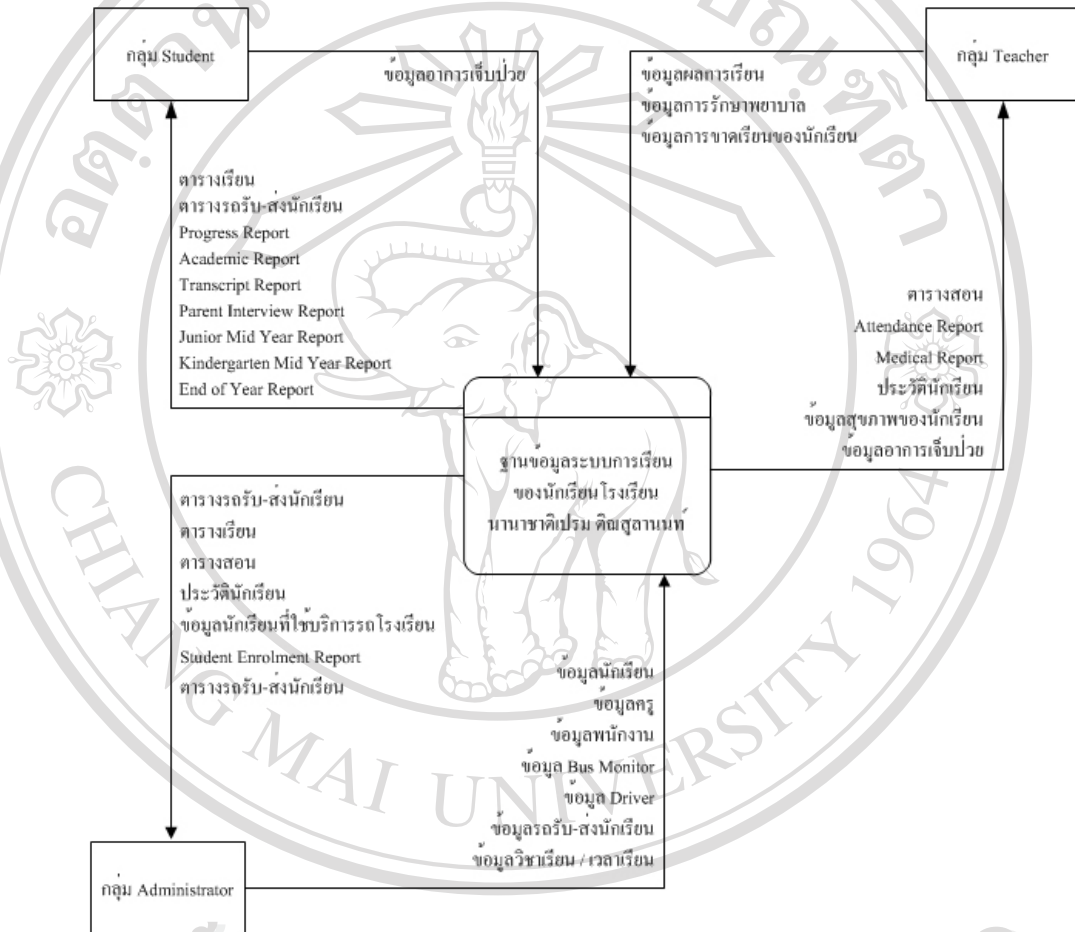 กลุ่ม Student
ข้อมูลอาการเจ็บป่วย
ข้อมูลผลการเรียน
ข้อมูลการรักษาพยาบาล
ข้อมูลการขาดเรียนของนักเรียน
กลุ่ม Teacher
ตารางเรียน
ตารางรถรับ-ส่งนักเรียน
Progress Report
Academic Report
Transcript Report
Parent Interview Report
Junior Mid Year Report
Kindergarten Mid Year Report
End of Year Report
ตารางสอน
Attendance Report
Medical Report
ประวัตินักเรียน
ข้อมูลสุขภาพของนักเรียน
ข้อมูลอาการเจ็บป่วย
ฐานข้อมูลระบบการเรียน
ของนักเรียนโรงเรียน
นานาชาติเปรม ติณสูลานนท์
ตารางรถรับ-ส่งนักเรียน
ตารางเรียน
ตารางสอน
ประวัตินักเรียน
ข้อมูลนักเรียนที่ใช้บริการรถโรงเรียน
Student Enrolment Report
ตารางรถรับ-ส่งนักเรียน
ข้อมูลนักเรียน
ข้อมูลครู
ข้อมูลพนักงาน
ข้อมูล Bus Monitor
ข้อมูล Driver
ข้อมูลรถรับ-ส่งนักเรียน
ข้อมูลวิชาเรียน / เวลาเรียน
กลุ่ม Administrator
CHIANG MAI UNIVERSITY 1964